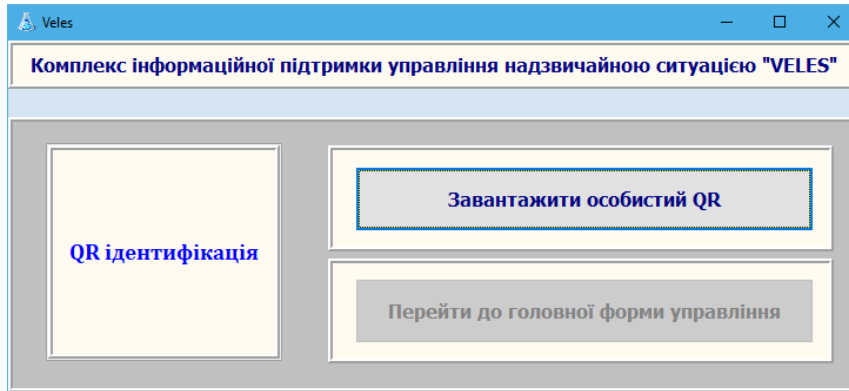 Veles
Комплекс інформаційної підтримки управління надзвичайною ситуацією "VELES"
QR ідентифікація
Завантажити особистий QR
Перейти до головної форми управління